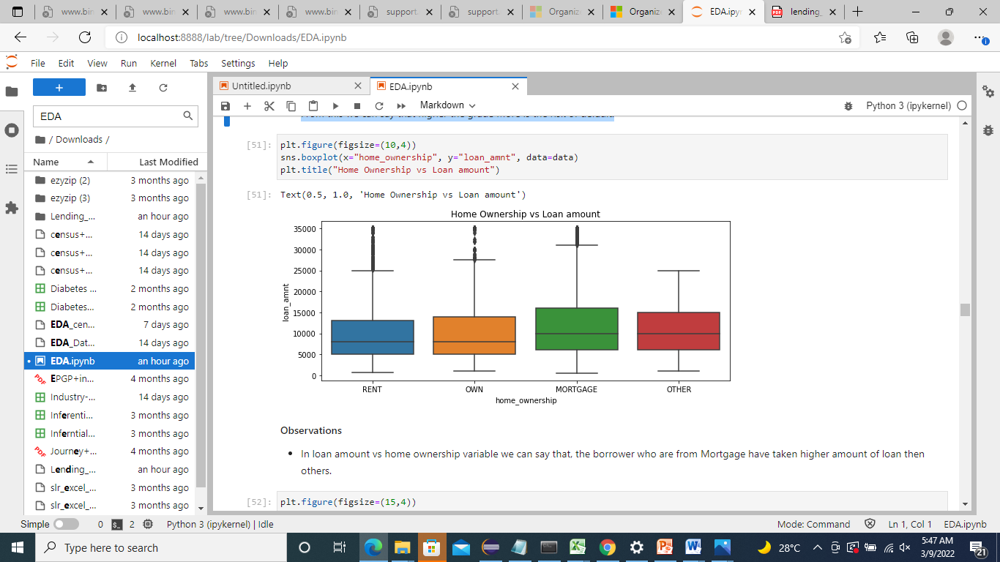 www.bin
www.bin
www.bin
www.bin
support.
support.
Organize
Organize
EDA.ipyn
lending_
localhost:8888/lab/tree/Downloads/EDA.ipynb
File Edit View Run Kernel Tabs Settings Help
Untitled.ipynb
EDA.ipynb
Markdown
Python 3 (ipykernel)
EDA
/ Downloads /
Name Last Modified
ezyzip (2) 3 months ago
ezyzip (3) 3 months ago
Lending_... an hour ago
census+... 14 days ago
census+... 14 days ago
census+... 14 days ago
Diabetes ... 2 months ago
Diabetes... 2 months ago
EDA_cen... 7 days ago
EDA_Dat... 14 days ago
EDA.ipynb an hour ago
EPGP+in... 4 months ago
Industry-... 14 days ago
Inferenti... 3 months ago
Inferntial... 3 months ago
Journey+... 4 months ago
Lending_... an hour ago
slr_excel_... 3 months ago
slr_excel_... 3 months ago
[51]: plt.figure(figsize=(10,4))
sns.boxplot(x="home_ownership", y="loan_amnt", data=data)
plt.title("Home Ownership vs Loan amount")
[51]: Text(0.5, 1.0, 'Home Ownership vs Loan amount')
Home Ownership vs Loan amount
35000
30000
25000
20000
15000
10000
5000
0
loan_amnt
RENT OWN MORTGAGE OTHER
home_ownership
Observations
In loan amount vs home ownership variable we can say that, the borrower who are from Mortgage have taken higher amount of loan then
others.
[52]: plt.figure(figsize=(15,4))
Simple 0 2 Python 3 (ipykernel) | Idle Mode: Command Ln 1, Col 1 EDA.ipynb
Type here to search
28°C
5:47 AM
3/9/2022
21